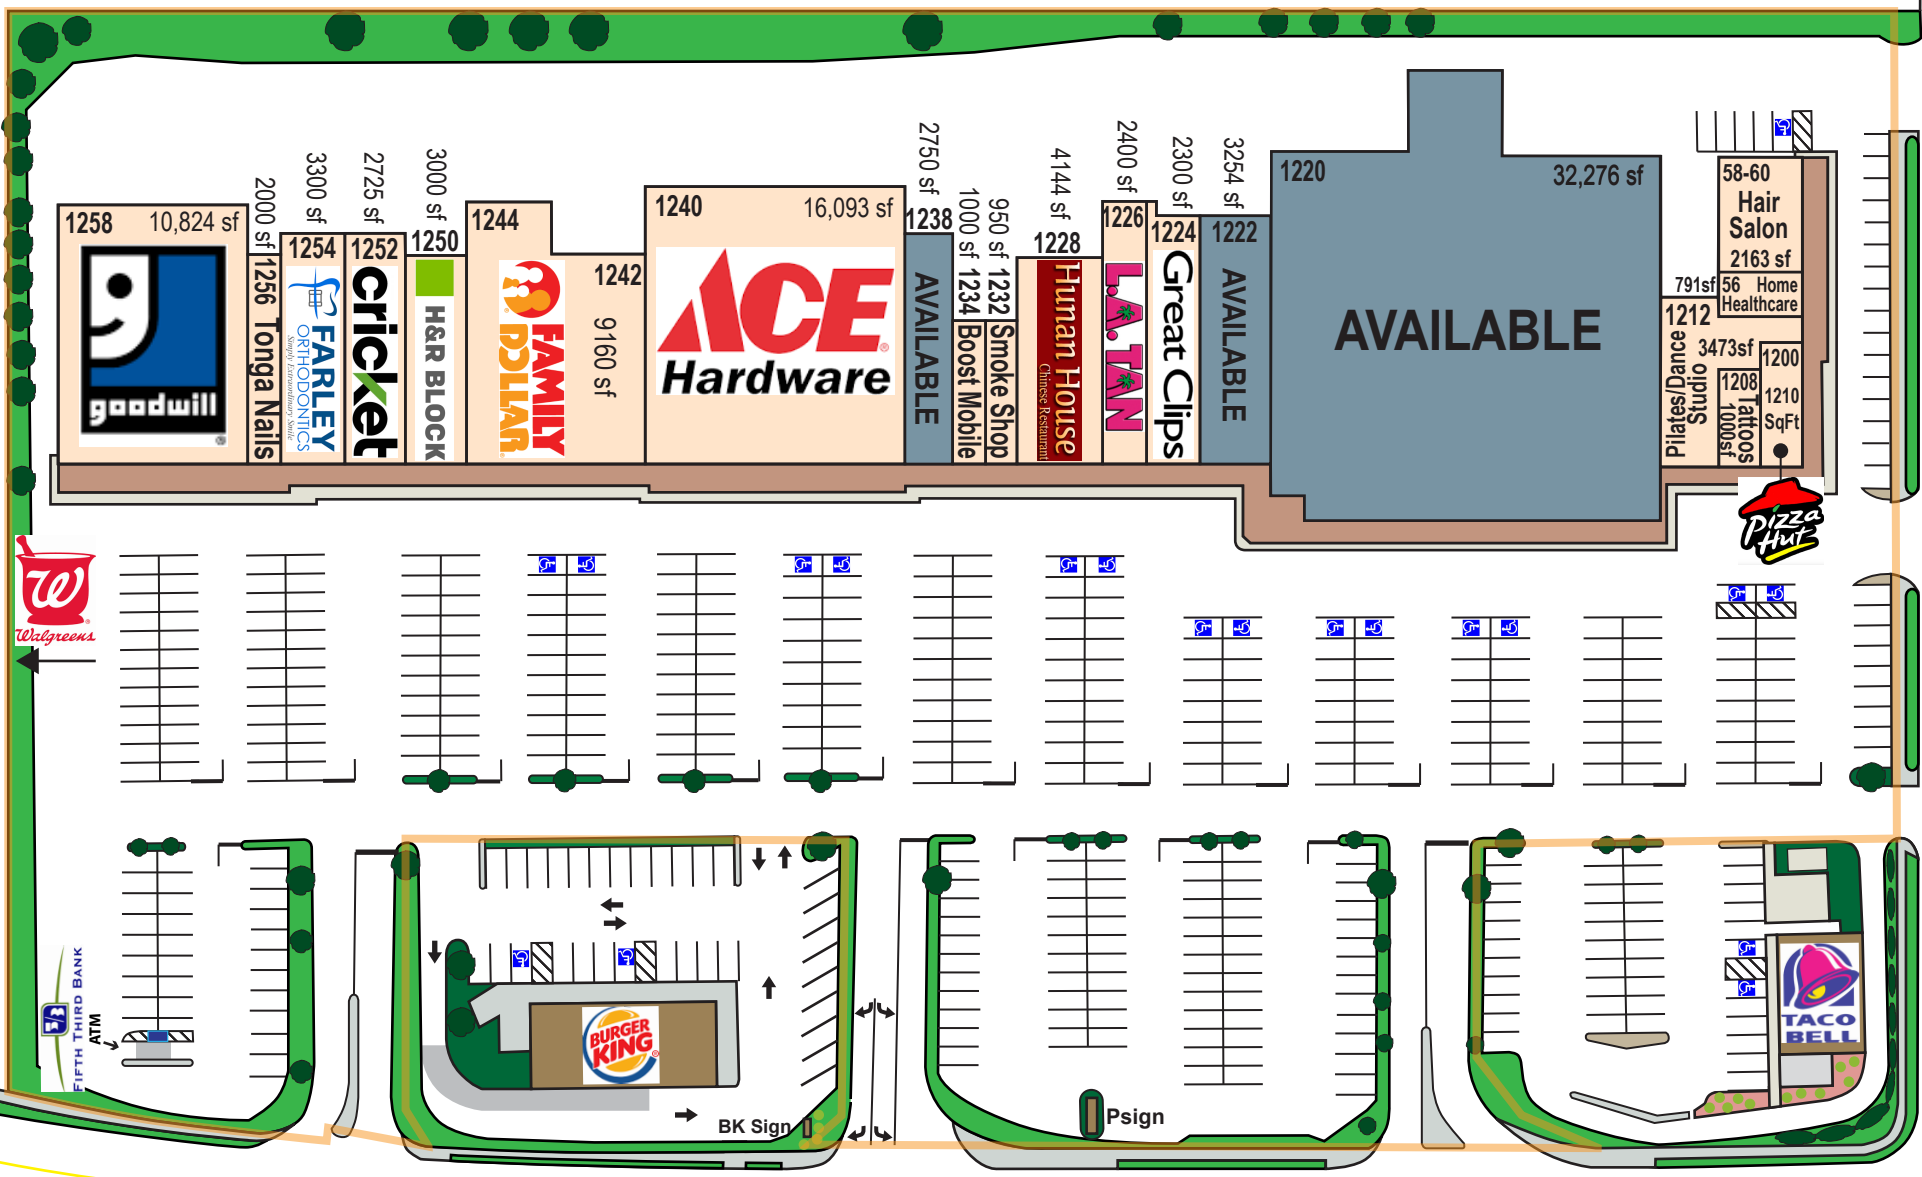 1258
10,824 sf
goodwill
2000 sf
1256 Tonga Nails
3300 sf
1254
FARLEY
ORTHODONTICS
Simply Extraordinary Smile
2725 sf
1252
cricket
3000 sf
1250
H&R BLOCK
1244
FAMILY
DOLLAR
1242
9160 sf
1240
16,093 sf
ACE
Hardware
2750 sf
1238
AVAILABLE
1000 sf
1234 Boost Mobile
950 sf
1232 Smoke Shop
4144 sf
1228
Hunan House
Chinese Restaurant
2400 sf
1226
L.A. TAN
2300 sf
1224
Great Clips
3254 sf
1222
AVAILABLE
1220
32,276 sf
AVAILABLE
58-60
Hair
Salon
2163 sf
791sf
56 Home
Healthcare
1212
Pilates/Dance
Studio
3473sf
1208 Tattoos
1000sf
1200
1210
SqFt
Pizza
Hut
W
Walgreens
FIFTH THIRD BANK
ATM
BURGER
KING
BK Sign
Psign
TACO
BELL